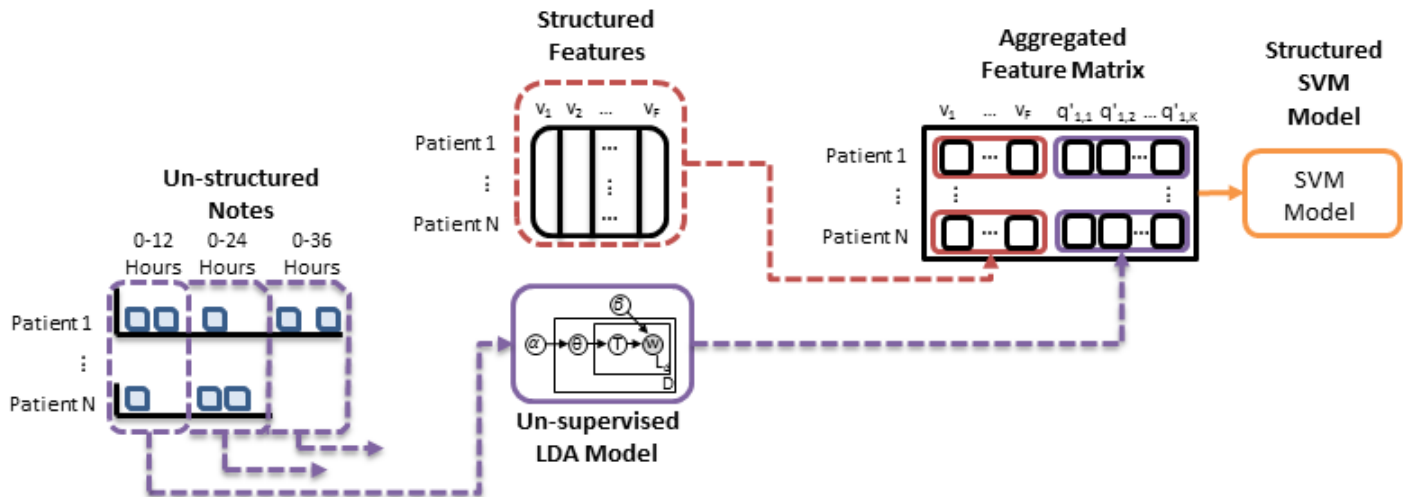 Un-structured
Notes
0-12 0-24 0-36
Hours Hours Hours
Patient 1
⋮
Patient N
Structured
Features
v1 v2 ... vF
Patient 1 ...
⋮ ⋮
Patient N ...
α θ T w
β
D
Un-supervised
LDA Model
Aggregated
Feature Matrix
v1 ... vF q'1,1 q'1,2 ... q'1,K
Patient 1 ... ...
⋮ ⋮ ⋮
Patient N ... ...
Structured
SVM
Model
SVM
Model